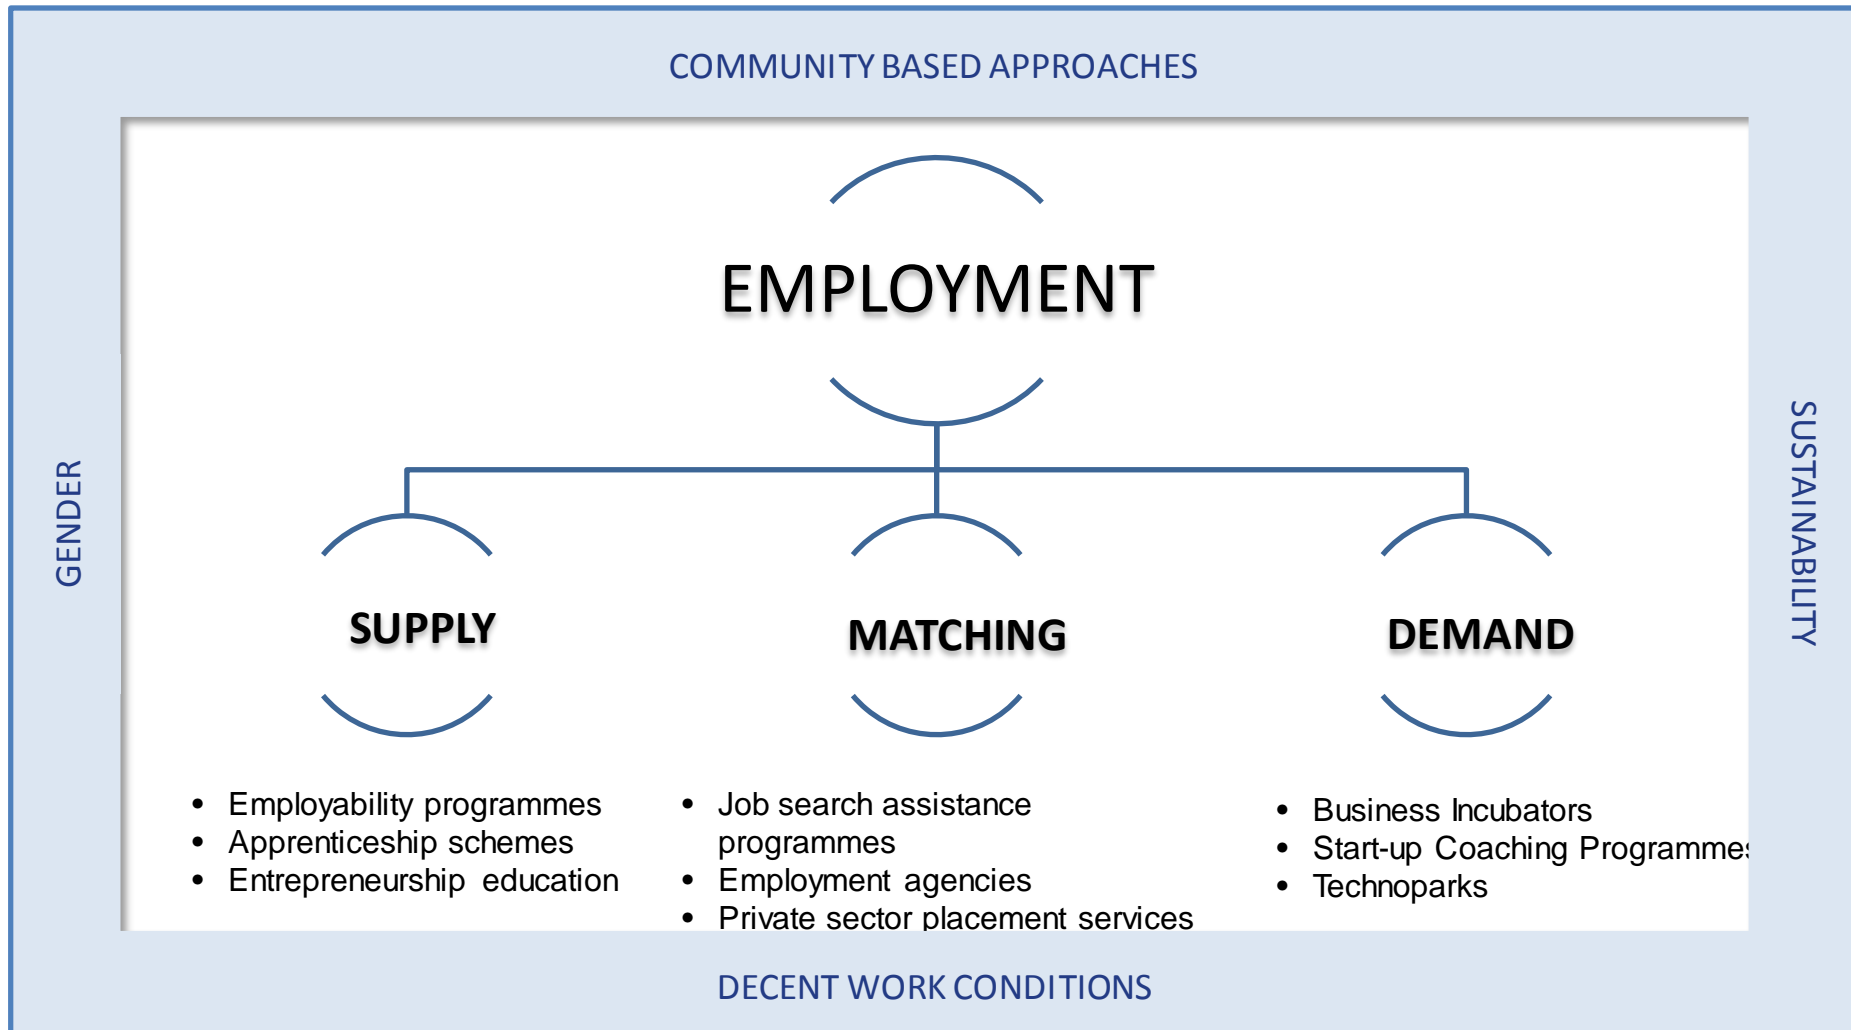 COMMUNITY BASED APPROACHES
EMPLOYMENT
GENDER
SUSTAINABILITY
SUPPLY
MATCHING
DEMAND
• Employability programmes
• Apprenticeship schemes
• Entrepreneurship education
• Job search assistance
programmes
• Employment agencies
• Private sector placement services
• Business Incubators
• Start-up Coaching Programmes
• Technoparks
DECENT WORK CONDITIONS